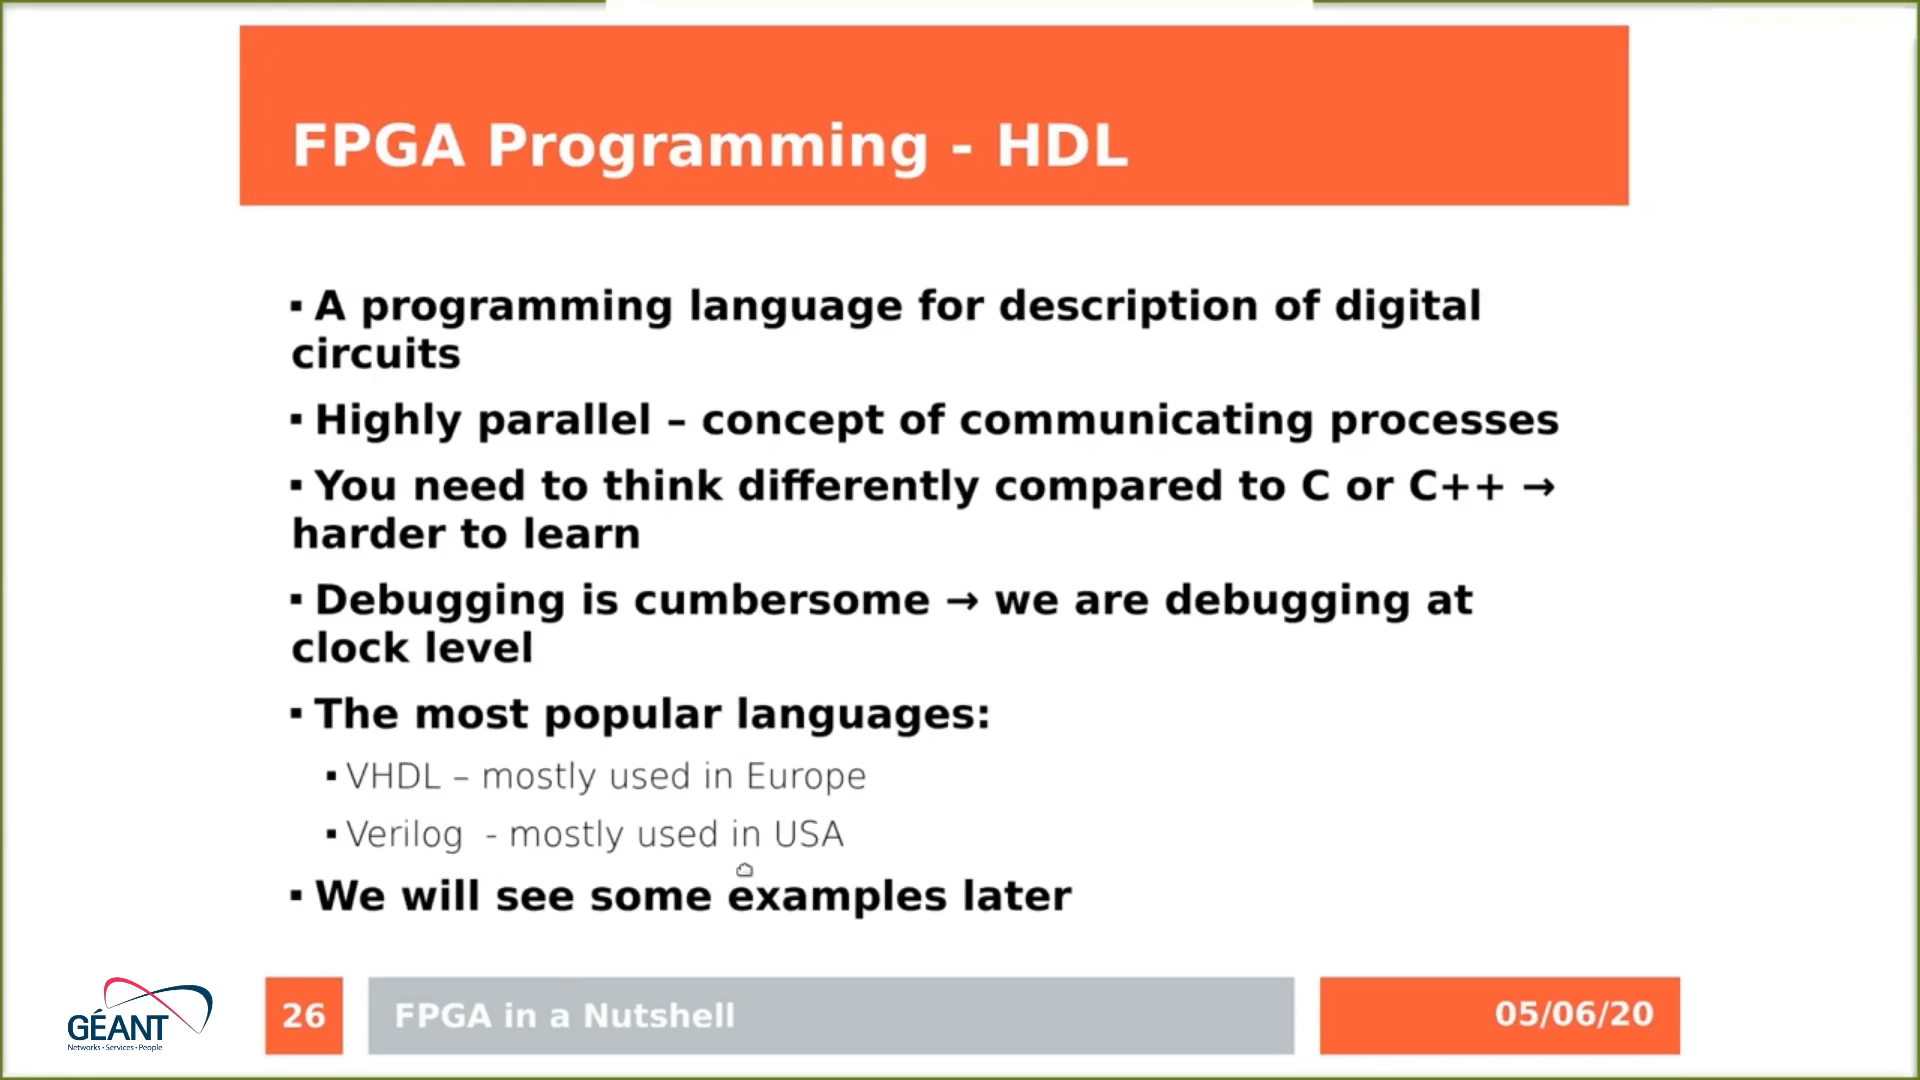 FPGA Programming - HDL
▪ A programming language for description of digital
circuits
▪ Highly parallel – concept of communicating processes
▪ You need to think differently compared to C or C++ →
harder to learn
▪ Debugging is cumbersome → we are debugging at
clock level
▪ The most popular languages:
▪ VHDL – mostly used in Europe
▪ Verilog - mostly used in USA
▪ We will see some examples later
GÉANT
Networks • Services • People
26
FPGA in a Nutshell
05/06/20